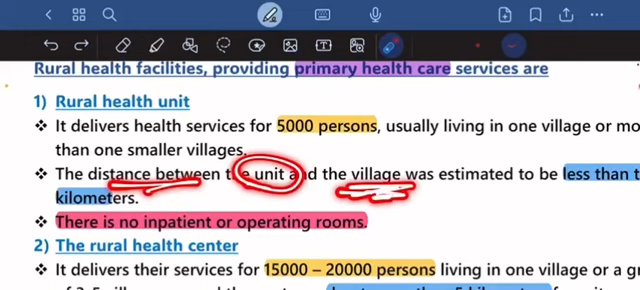 Rural health facilities, providing primary health care services are
1) Rural health unit
❖ It delivers health services for 5000 persons, usually living in one village or mo
than one smaller villages.
❖ The distance between the unit and the village was estimated to be less than t
kilometers.
❖ There is no inpatient or operating rooms.
2) The rural health center
❖ It delivers their services for 15000 – 20000 persons living in one village or a g